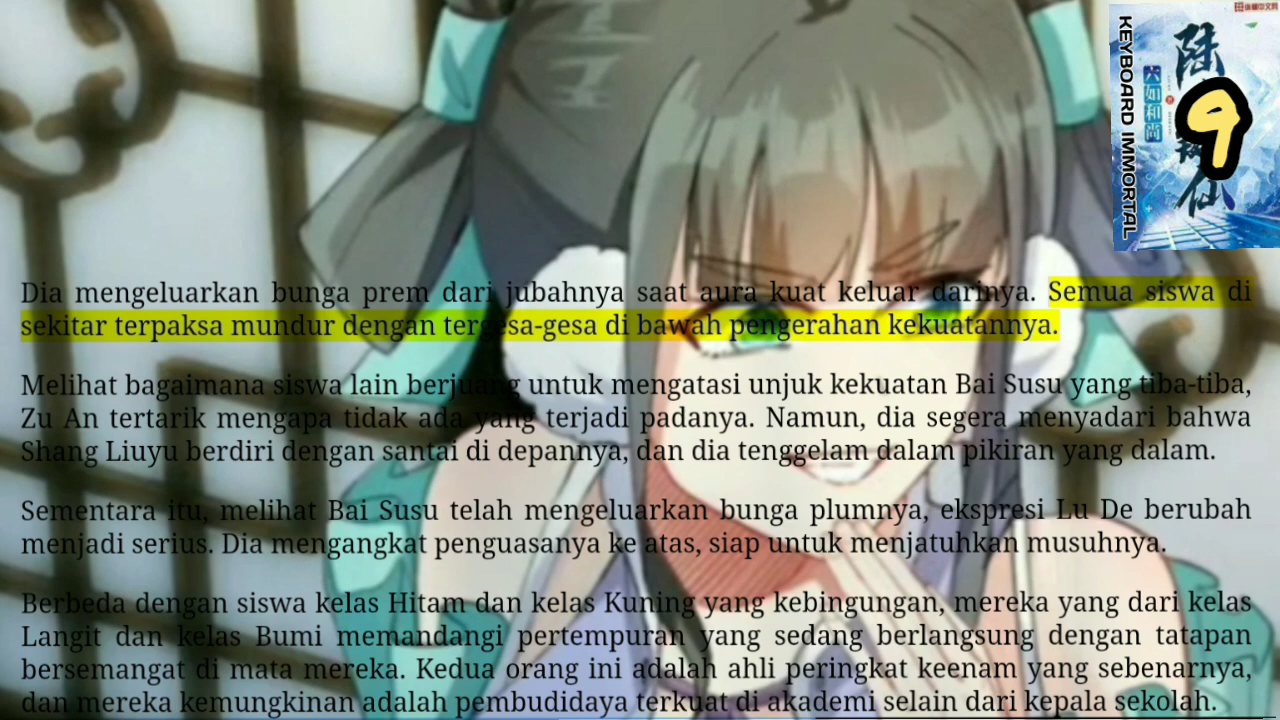 Dia mengeluarkan bunga prem dari jubahnya saat aura kuat keluar darinya. Semua siswa di
sekitar terpaksa mundur dengan tergesa-gesa di bawah pengerahan kekuatannya.
Melihat bagaimana siswa lain berjuang untuk mengatasi unjuk kekuatan Bai Susu yang tiba-tiba,
Zu An tertarik mengapa tidak ada yang terjadi padanya. Namun, dia segera menyadari bahwa
Shang Liuyu berdiri dengan santai di depannya, dan dia tenggelam dalam pikiran yang dalam.
Sementara itu, melihat Bai Susu telah mengeluarkan bunga plumnya, ekspresi Lu De berubah
menjadi serius. Dia mengangkat penguasanya ke atas, siap untuk menjatuhkan musuhnya.
Berbeda dengan siswa kelas Hitam dan kelas Kuning yang kebingungan, mereka yang dari kelas
Langit dan kelas Bumi memandangi pertempuran yang sedang berlangsung dengan tatapan
bersemangat di mata mereka. Kedua orang ini adalah ahli peringkat keenam yang sebenarnya,
dan mereka kemungkinan adalah pembudidaya terkuat di akademi selain dari kepala sekolah.
KEYBOARD IMMORTAL
陆
仙
六如和尚
9